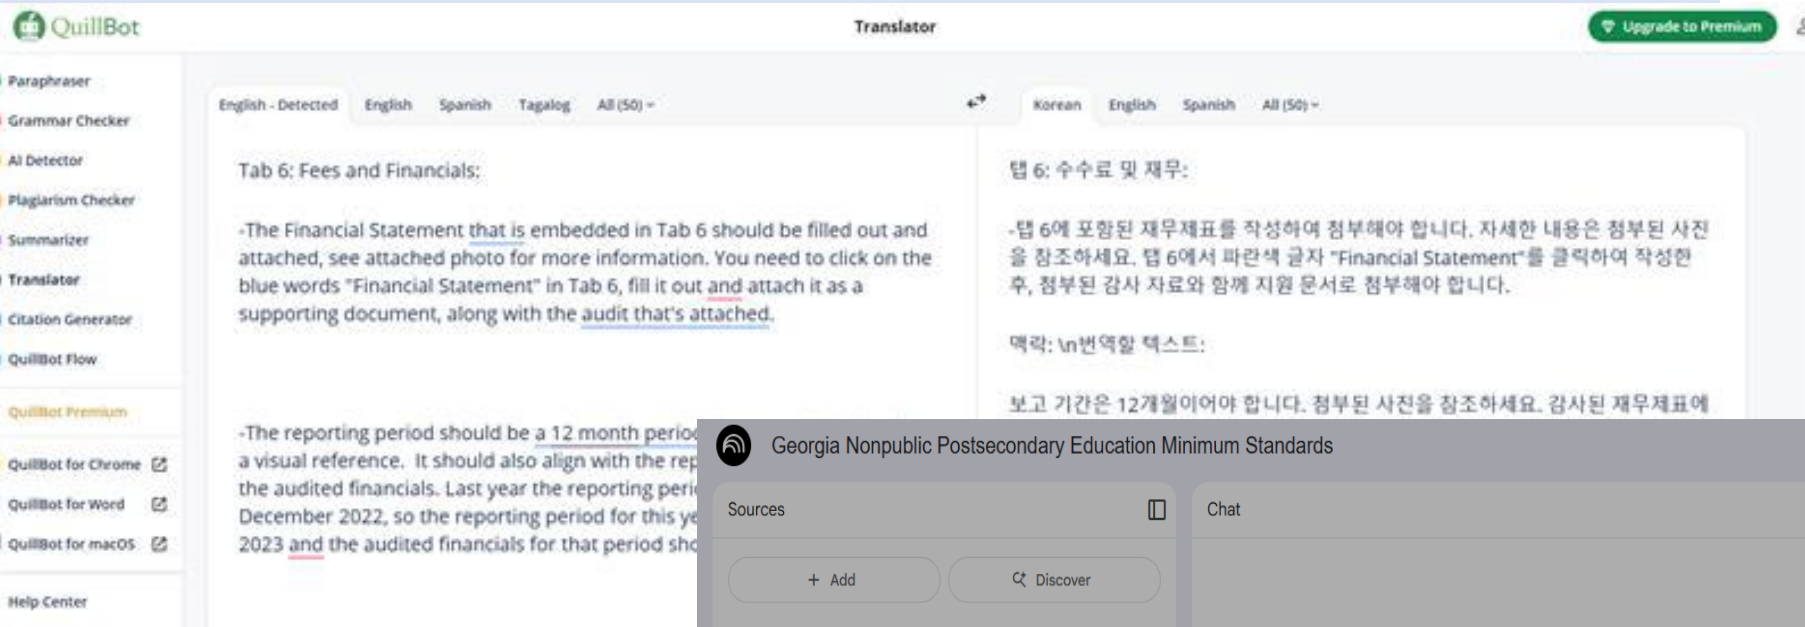 QuillBot
Translator
Upgrade to Premium
Paraphraser
Grammar Checker
AI Detector
Plagiarism Checker
Summarizer
Translator
Citation Generator
QuillBot Flow
QuillBot Premium
QuillBot for Chrome
QuillBot for Word
QuillBot for macOS
Help Center
English - Detected English Spanish Tagalog All (50)
Tab 6: Fees and Financials:
-The Financial Statement that is embedded in Tab 6 should be filled out and
attached, see attached photo for more information. You need to click on the
blue words "Financial Statement" in Tab 6, fill it out and attach it as a
supporting document, along with the audit that's attached.
-The reporting period should be a 12 month perio
a visual reference. It should also align with the rep
the audited financials. Last year the reporting peri
December 2022, so the reporting period for this ye
2023 and the audited financials for that period sho
Korean English Spanish All (50)
탭 6: 수수료 및 재무:
-탭 6에 포함된 재무제표를 작성하여 첨부해야 합니다. 자세한 내용은 첨부된 사진
을 참조하세요. 탭 6에서 파란색 글자 "Financial Statement"를 클릭하여 작성한
후, 첨부된 감사 자료와 함께 지원 문서로 첨부해야 합니다.
맥락: \n번역할 텍스트:
보고 기간은 12개월이어야 합니다. 첨부된 사진을 참조하세요. 감사된 재무제표에
Georgia Nonpublic Postsecondary Education Minimum Standards
Sources
Chat
+ Add
Discover